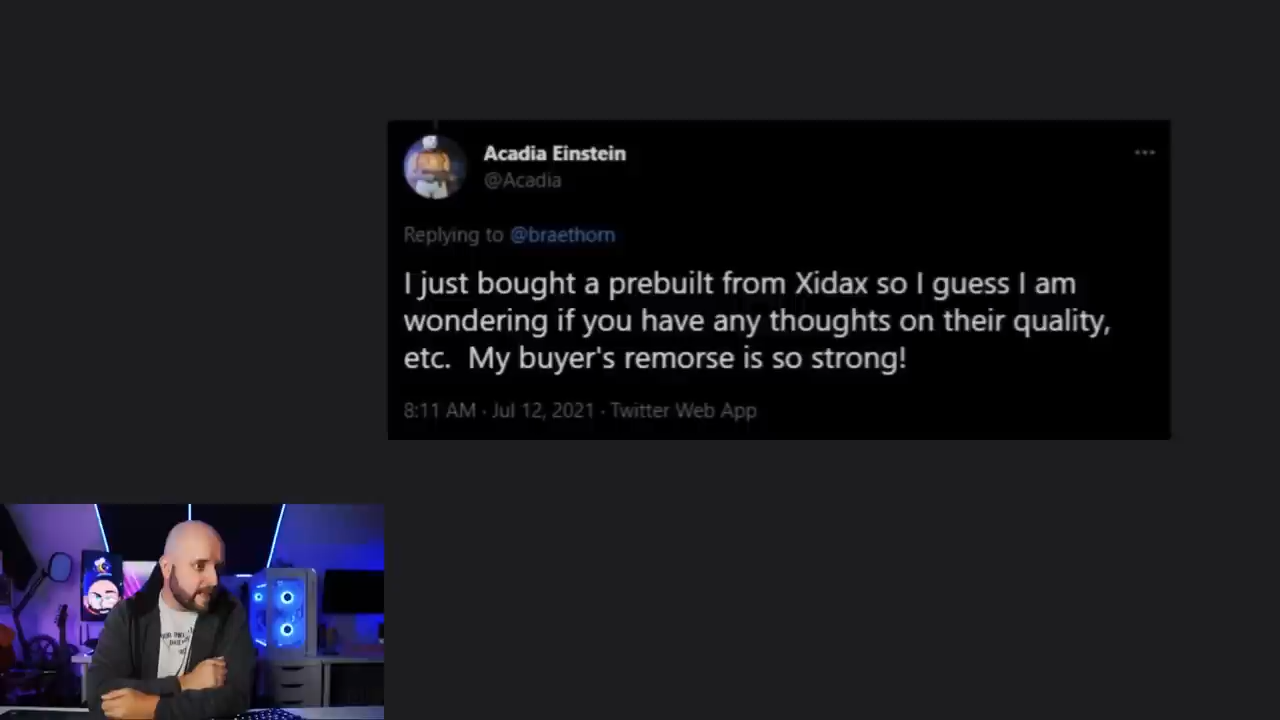 Acadia Einstein
@Acadia
Replying to @braethorn
I just bought a prebuilt from Xidax so I guess I am
wondering if you have any thoughts on their quality,
etc.  My buyer's remorse is so strong!
8:11 AM · Jul 12, 2021 · Twitter Web App